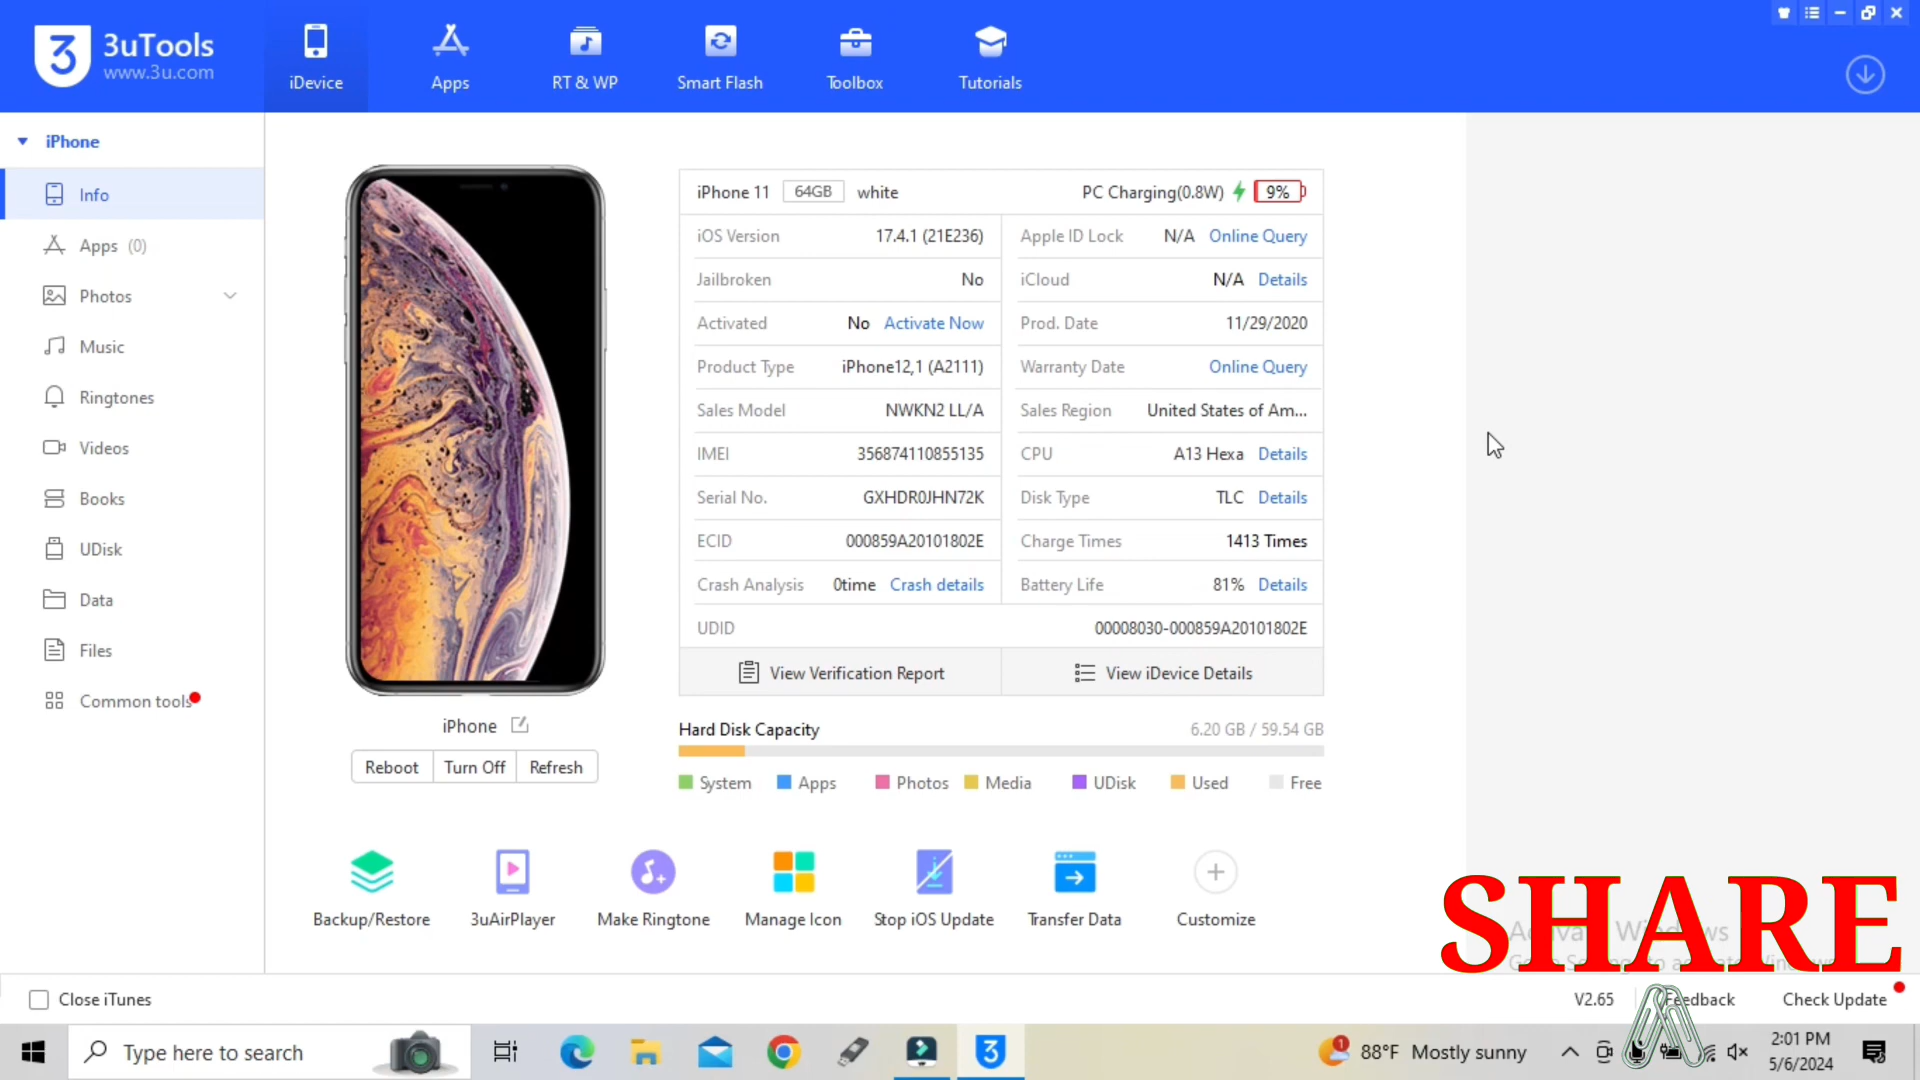 3uTools
www.3u.com
iDevice
Apps
RT & WP
Smart Flash
Toolbox
Tutorials
iPhone
Info
Apps (0)
Photos
Music
Ringtones
Videos
Books
UDisk
Data
Files
Common tools
iPhone
Reboot
Turn Off
Refresh
iPhone 11 64GB white PC Charging(0.8W) 9%
iOS Version 17.4.1 (21E236) Apple ID Lock N/A Online Query
Jailbroken No iCloud N/A Details
Activated No Activate Now Prod. Date 11/29/2020
Product Type iPhone12,1 (A2111) Warranty Date Online Query
Sales Model NWKN2 LL/A Sales Region United States of Am...
IMEI 356874110855135 CPU A13 Hexa Details
Serial No. GXHDR0JHN72K Disk Type TLC Details
ECID 000859A20101802E Charge Times 1413 Times
Crash Analysis 0time Crash details Battery Life 81% Details
UDID 00008030-000859A20101802E
View Verification Report View iDevice Details
Hard Disk Capacity 6.20 GB / 59.54 GB
System Apps Photos Media UDisk Used Free
Backup/Restore
3uAirPlayer
Make Ringtone
Manage Icon
Stop iOS Update
Transfer Data
Customize
SHARE
Close iTunes V2.65 Feedback Check Update
Type here to search
1
88°F Mostly sunny
2:01 PM
5/6/2024